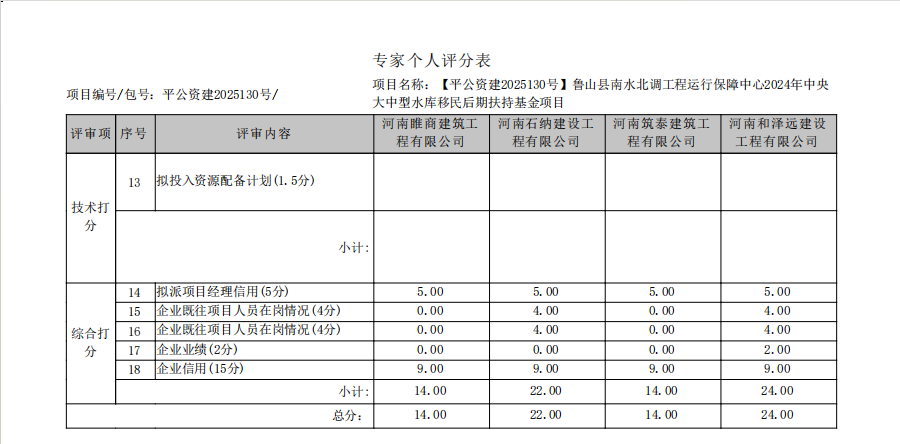 专家个人评分表
项目编号/包号：平公资建2025130号/
项目名称：【平公资建2025130号】鲁山县南水北调工程运行保障中心2024年中央
大中型水库移民后期扶持基金项目
评审项 序号 评审内容 河南睢商建筑工程有限公司 河南石纳建设工程有限公司 河南筑泰建筑工程有限公司 河南和泽远建设工程有限公司
技术打分
13 拟投入资源配备计划(1.5分)
小计:
综合打分
14 拟派项目经理信用(5分) 5.00 5.00 5.00 5.00
15 企业既往项目人员在岗情况(4分) 0.00 4.00 0.00 4.00
16 企业既往项目人员在岗情况(4分) 0.00 4.00 0.00 4.00
17 企业业绩(2分) 0.00 0.00 0.00 2.00
18 企业信用(15分) 9.00 9.00 9.00 9.00
小计: 14.00 22.00 14.00 24.00
总分: 14.00 22.00 14.00 24.00